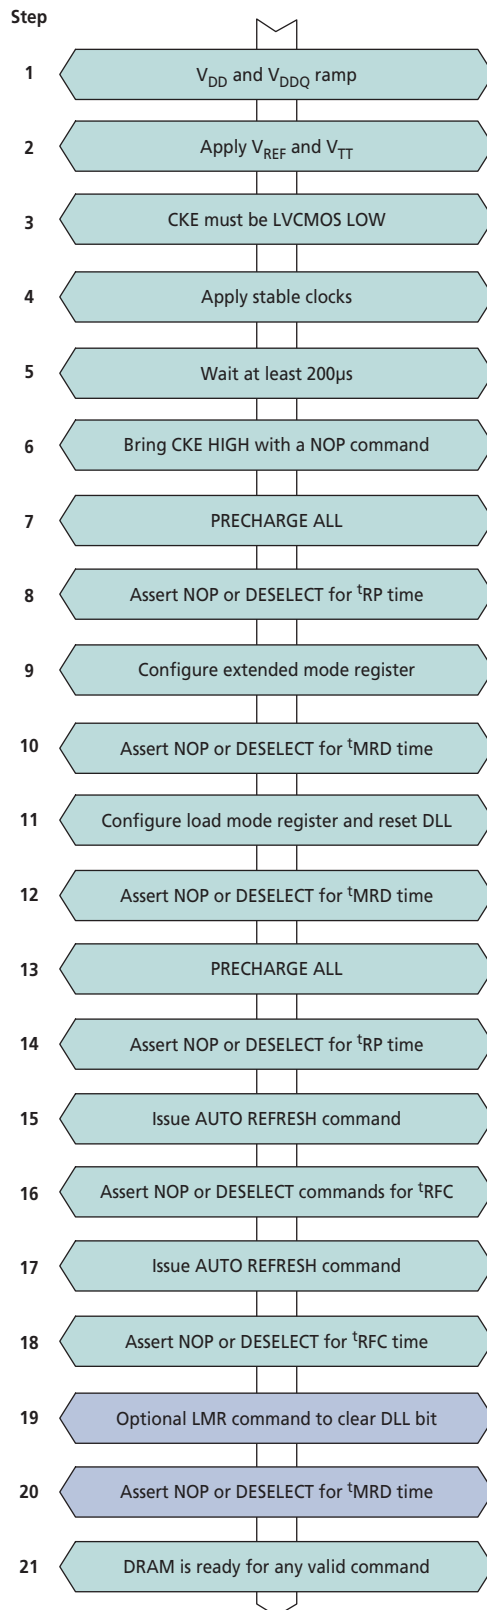 Step
1 V_DD and V_DDQ ramp
2 Apply V_REF and V_TT
3 CKE must be LVCMOS LOW
4 Apply stable clocks
5 Wait at least 200µs
6 Bring CKE HIGH with a NOP command
7 PRECHARGE ALL
8 Assert NOP or DESELECT for ^tRP time
9 Configure extended mode register
10 Assert NOP or DESELECT for ^tMRD time
11 Configure load mode register and reset DLL
12 Assert NOP or DESELECT for ^tMRD time
13 PRECHARGE ALL
14 Assert NOP or DESELECT for ^tRP time
15 Issue AUTO REFRESH command
16 Assert NOP or DESELECT commands for ^tRFC
17 Issue AUTO REFRESH command
18 Assert NOP or DESELECT for ^tRFC time
19 Optional LMR command to clear DLL bit
20 Assert NOP or DESELECT for ^tMRD time
21 DRAM is ready for any valid command